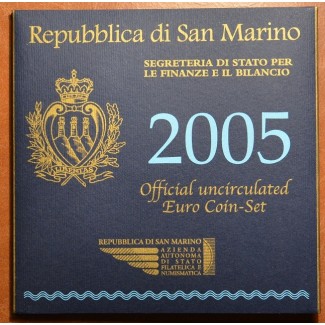 Repubblica di San Marino
SEGRETERIA DI STATO PER
LE FINANZE E IL BILANCIO
LIBERTAS
2005
Official uncirculated
Euro Coin-Set
REPUBBLICA DI SAN MARINO
AZIENDA
AUTONOMA
DI STATO
FILATELICA E
NUMISMATICA